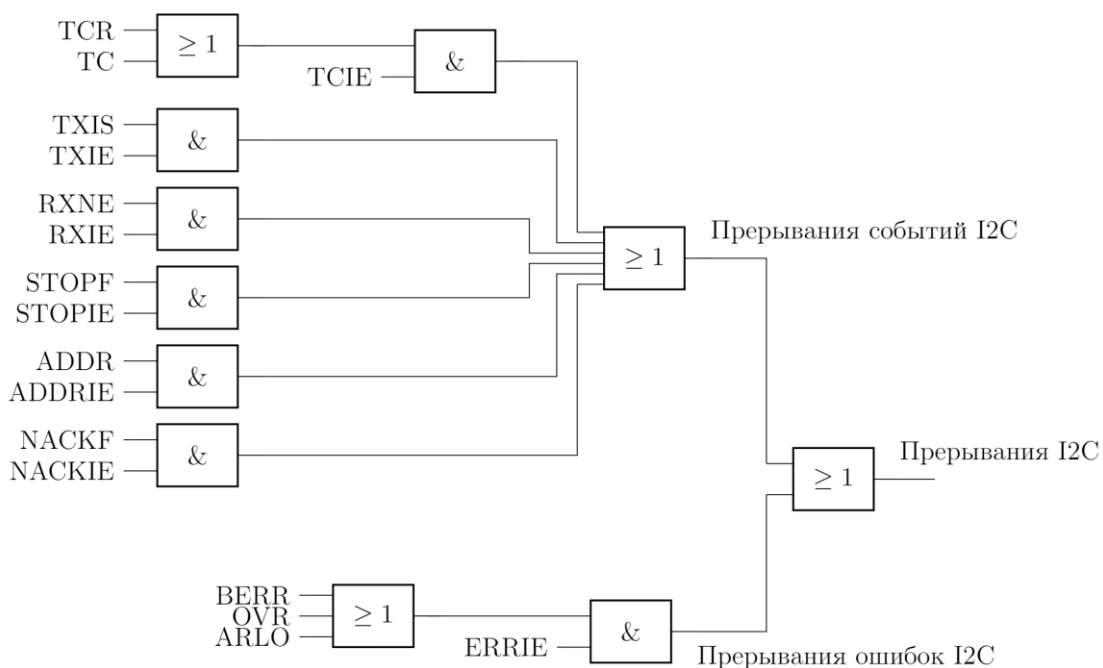 TCR
TC
≥ 1
TCIE
&
TXIS
TXIE
&
RXNE
RXIE
&
STOPF
STOPIE
&
ADDR
ADDRIE
&
NACKF
NACKIE
&
≥ 1
Прерывания событий I2C
≥ 1
Прерывания I2C
BERR
OVR
ARLO
≥ 1
ERRIE
&
Прерывания ошибок I2C